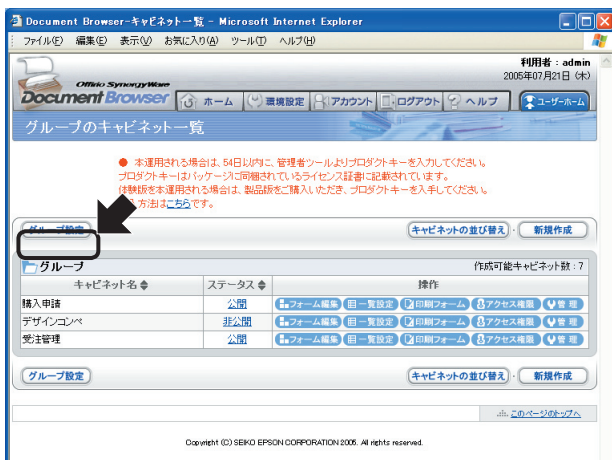 Document Browser-キャビネット一覧 - Microsoft Internet Explorer
ファイル(F) 編集(E) 表示(V) お気に入り(A) ツール(T) ヘルプ(H)
利用者：admin
2005年07月21日 (木)
Offirio SynergyWare
Document Browser
ホーム 環境設定 アカウント ログアウト ヘルプ ユーザーホーム
グループのキャビネット一覧
● 本運用される場合は、54日以内に、管理者ツールよりプロダクトキーを入力してください。
プロダクトキーはパッケージに同梱されているライセンス証書に記載されています。
体験版を本運用される場合は、製品版をご購入いただき、プロダクトキーを入手してください。
方法はこちらです。
グループ設定 キャビネットの並び替え ・ 新規作成
グループ 作成可能キャビネット数：7
キャビネット名 ステータス 操作
購入申請 公開 フォーム編集 一覧設定 印刷フォーム アクセス権限 管理
デザインコンペ 非公開 フォーム編集 一覧設定 印刷フォーム アクセス権限 管理
受注管理 公開 フォーム編集 一覧設定 印刷フォーム アクセス権限 管理
グループ設定 キャビネットの並び替え ・ 新規作成
このページのトップへ
Copyright (C) SEIKO EPSON CORPORATION 2005. All rights reserved.